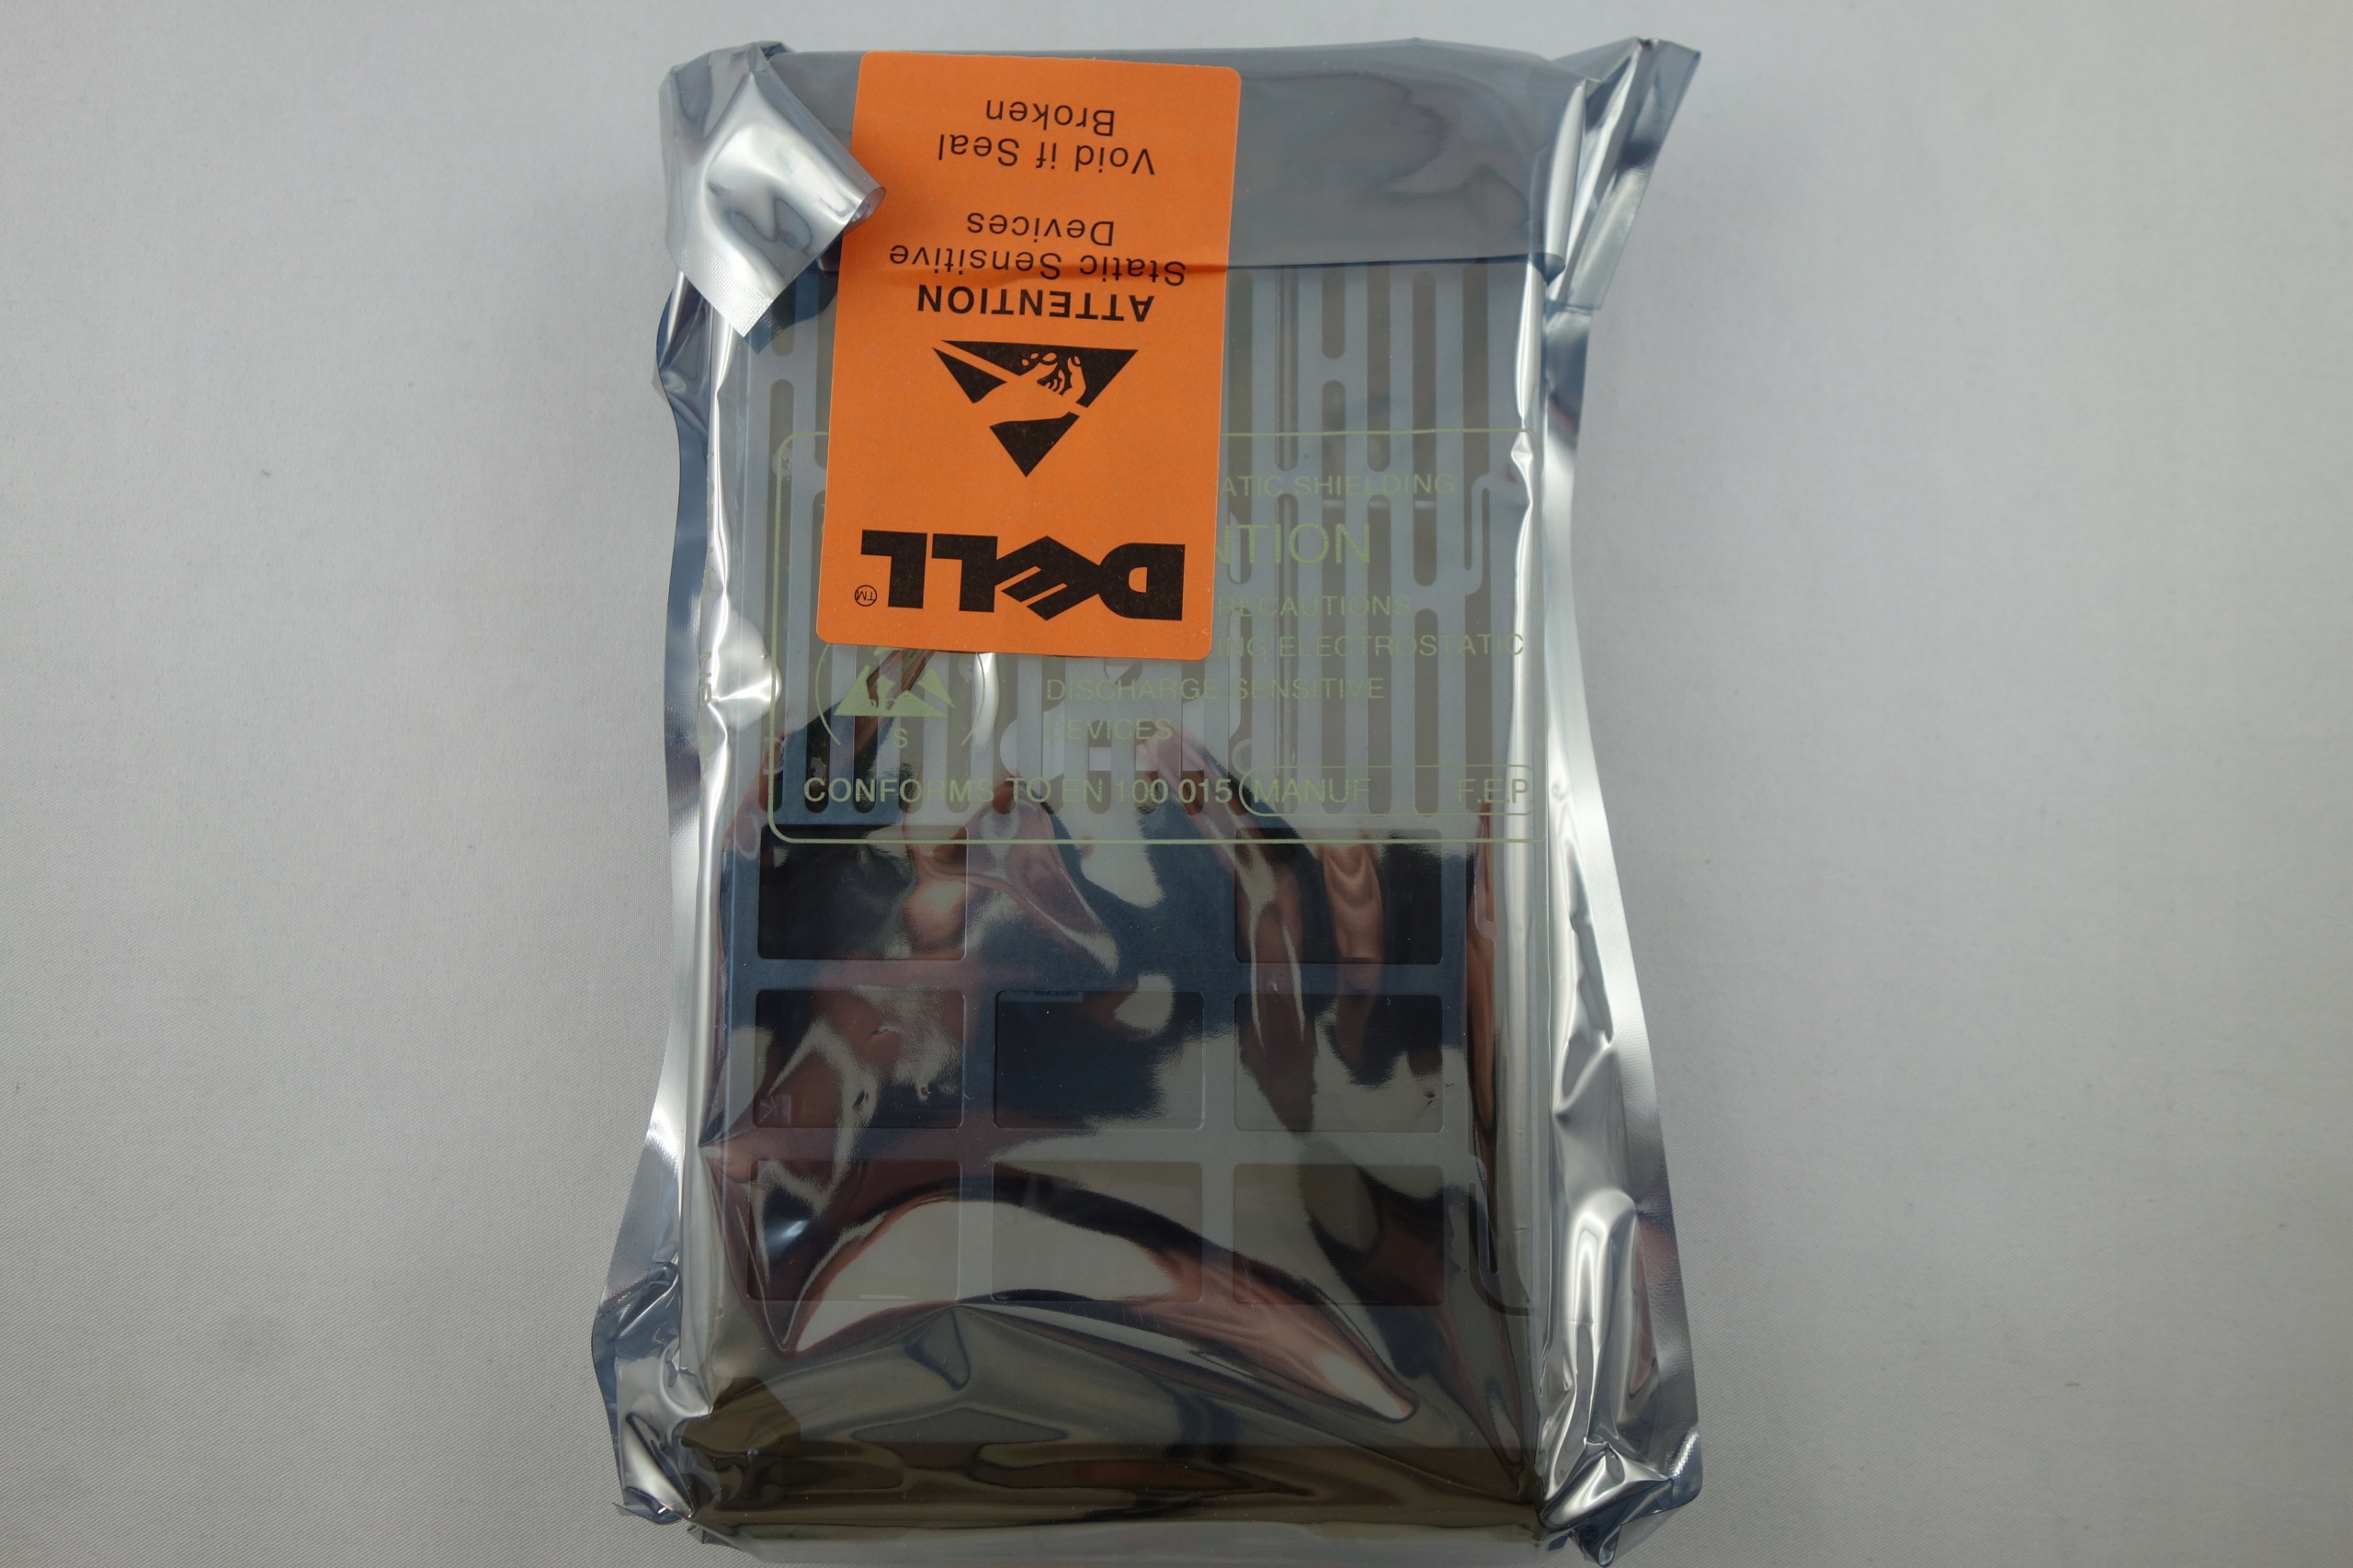 DELL™
ATTENTION
Static Sensitive
Devices
Void if Seal
Broken
ATIC SHIELDING
NTION
RECAUTIONS
ING ELECTROSTATIC
DISCHARGE SENSITIVE
DEVICES
S
CONFORMS TO EN 100 015 MANUF F.E.P